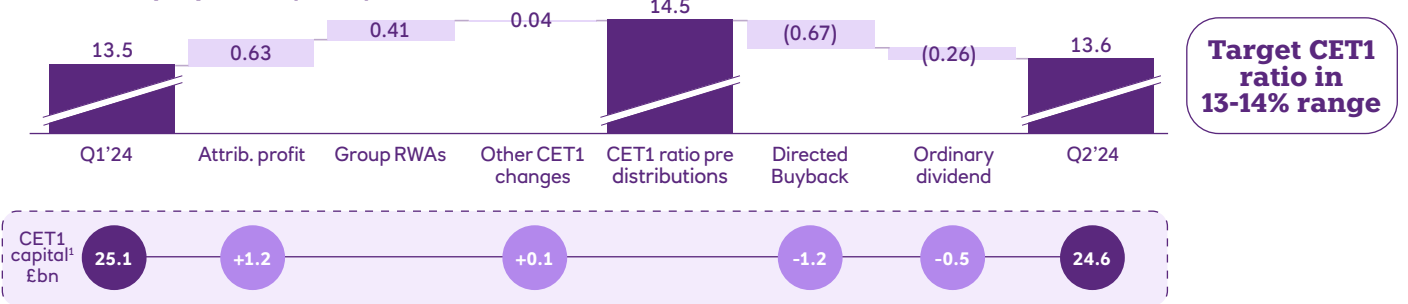 14.5
0.04
0.41
(0.67)
13.5
0.63
(0.26)
13.6
Target CET1
ratio in
13-14% range
Q1'24
Attrib. profit
Group RWAs
Other CET1
changes
CET1 ratio pre
distributions
Directed
Buyback
Ordinary
dividend
Q2'24
CET1
capital¹
£bn
25.1
+1.2
+0.1
-1.2
-0.5
24.6